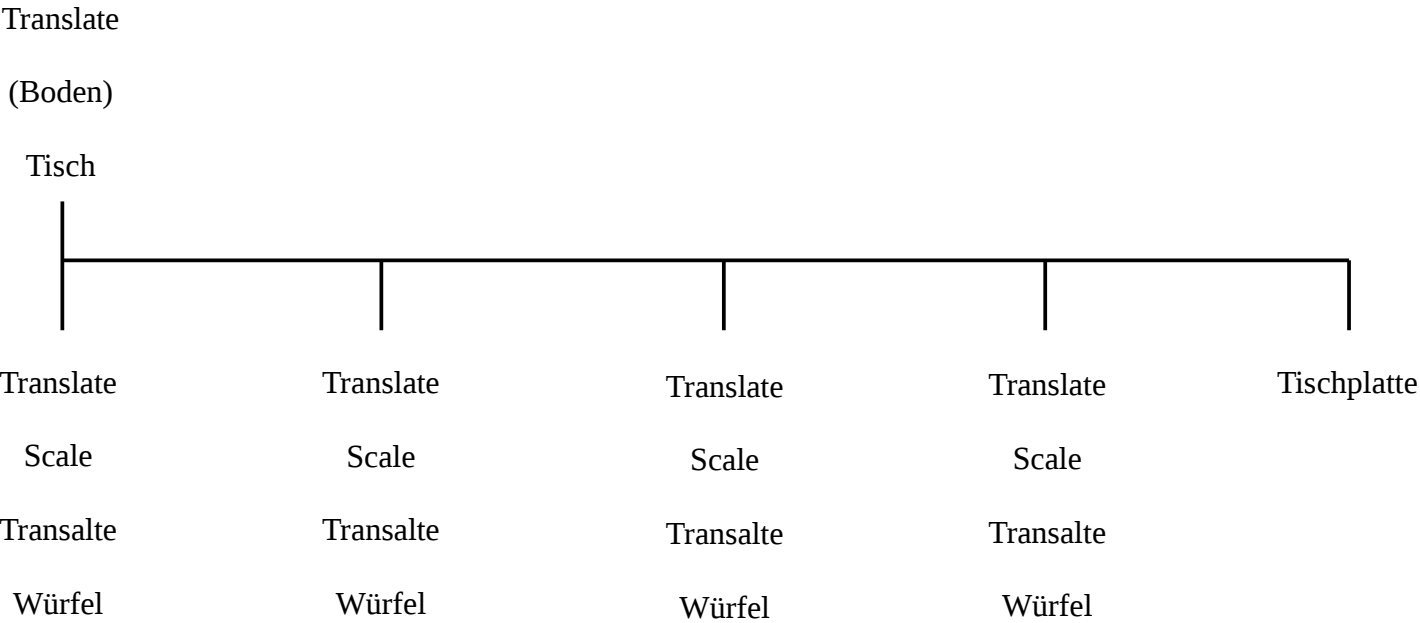 Translate
(Boden)
Tisch
Translate
Scale
Transalte
Würfel
Translate
Scale
Transalte
Würfel
Translate
Scale
Transalte
Würfel
Translate
Scale
Transalte
Würfel
Tischplatte